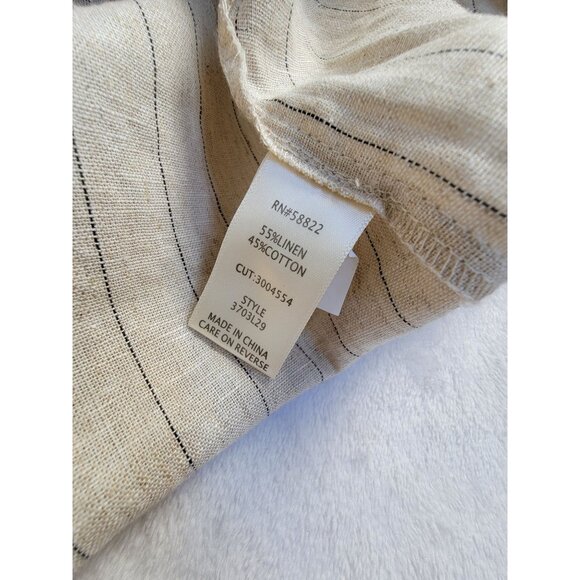 RN#58822
55%LINEN
45%COTTON
CUT:3004554
STYLE
3703L29
MADE IN CHINA
CARE ON REVERSE